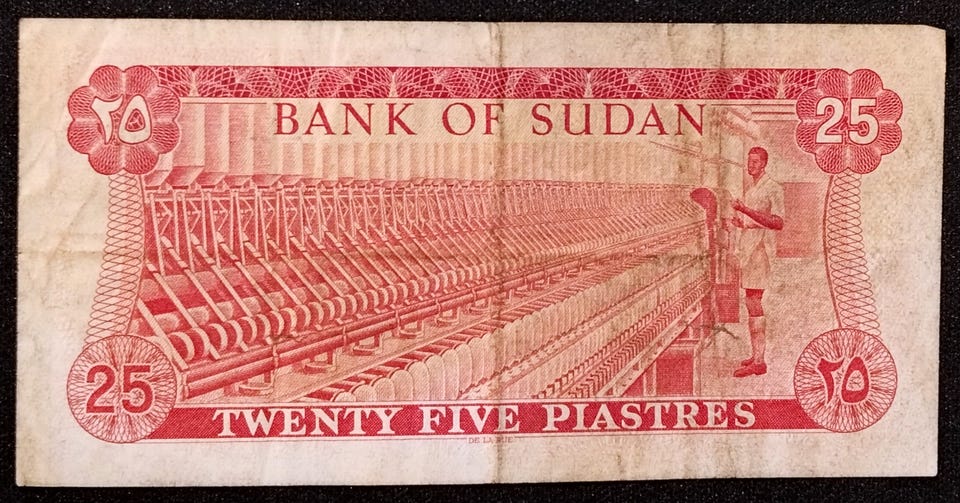 ٢٥
BANK OF SUDAN
25
25
TWENTY FIVE PIASTRES
٢٥
DE LA RUE